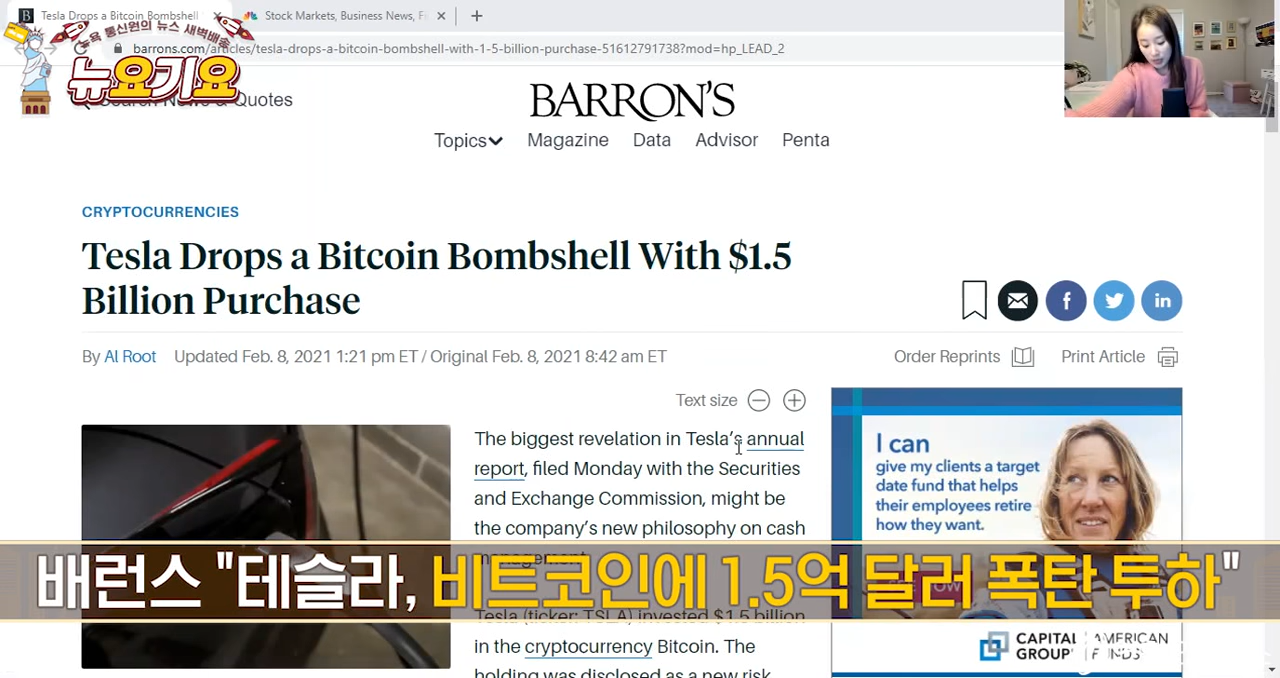 Tesla Drops a Bitcoin Bombshell
Stock Markets, Business News, Fi
barrons.com/articles/tesla-drops-a-bitcoin-bombshell-with-1-5-billion-purchase-51612791738?mod=hp_LEAD_2
뉴욕 통신원의 뉴스 새벽배송
뉴요기요
Search News & Quotes
BARRON'S
Topics Magazine Data Advisor Penta
CRYPTOCURRENCIES
Tesla Drops a Bitcoin Bombshell With $1.5
Billion Purchase
By Al Root Updated Feb. 8, 2021 1:21 pm ET / Original Feb. 8, 2021 8:42 am ET
Order Reprints Print Article
Text size
The biggest revelation in Tesla's annual
report, filed Monday with the Securities
and Exchange Commission, might be
the company's new philosophy on cash
management.
Tesla (ticker: TSLA) invested $1.5 billion
in the cryptocurrency Bitcoin. The
holding was disclosed as a new risk
I can
give my clients a target
date fund that helps
their employees retire
how they want.
CAPITAL GROUP® AMERICAN FUNDS
배런스 "테슬라, 비트코인에 1.5억 달러 폭탄 투하"